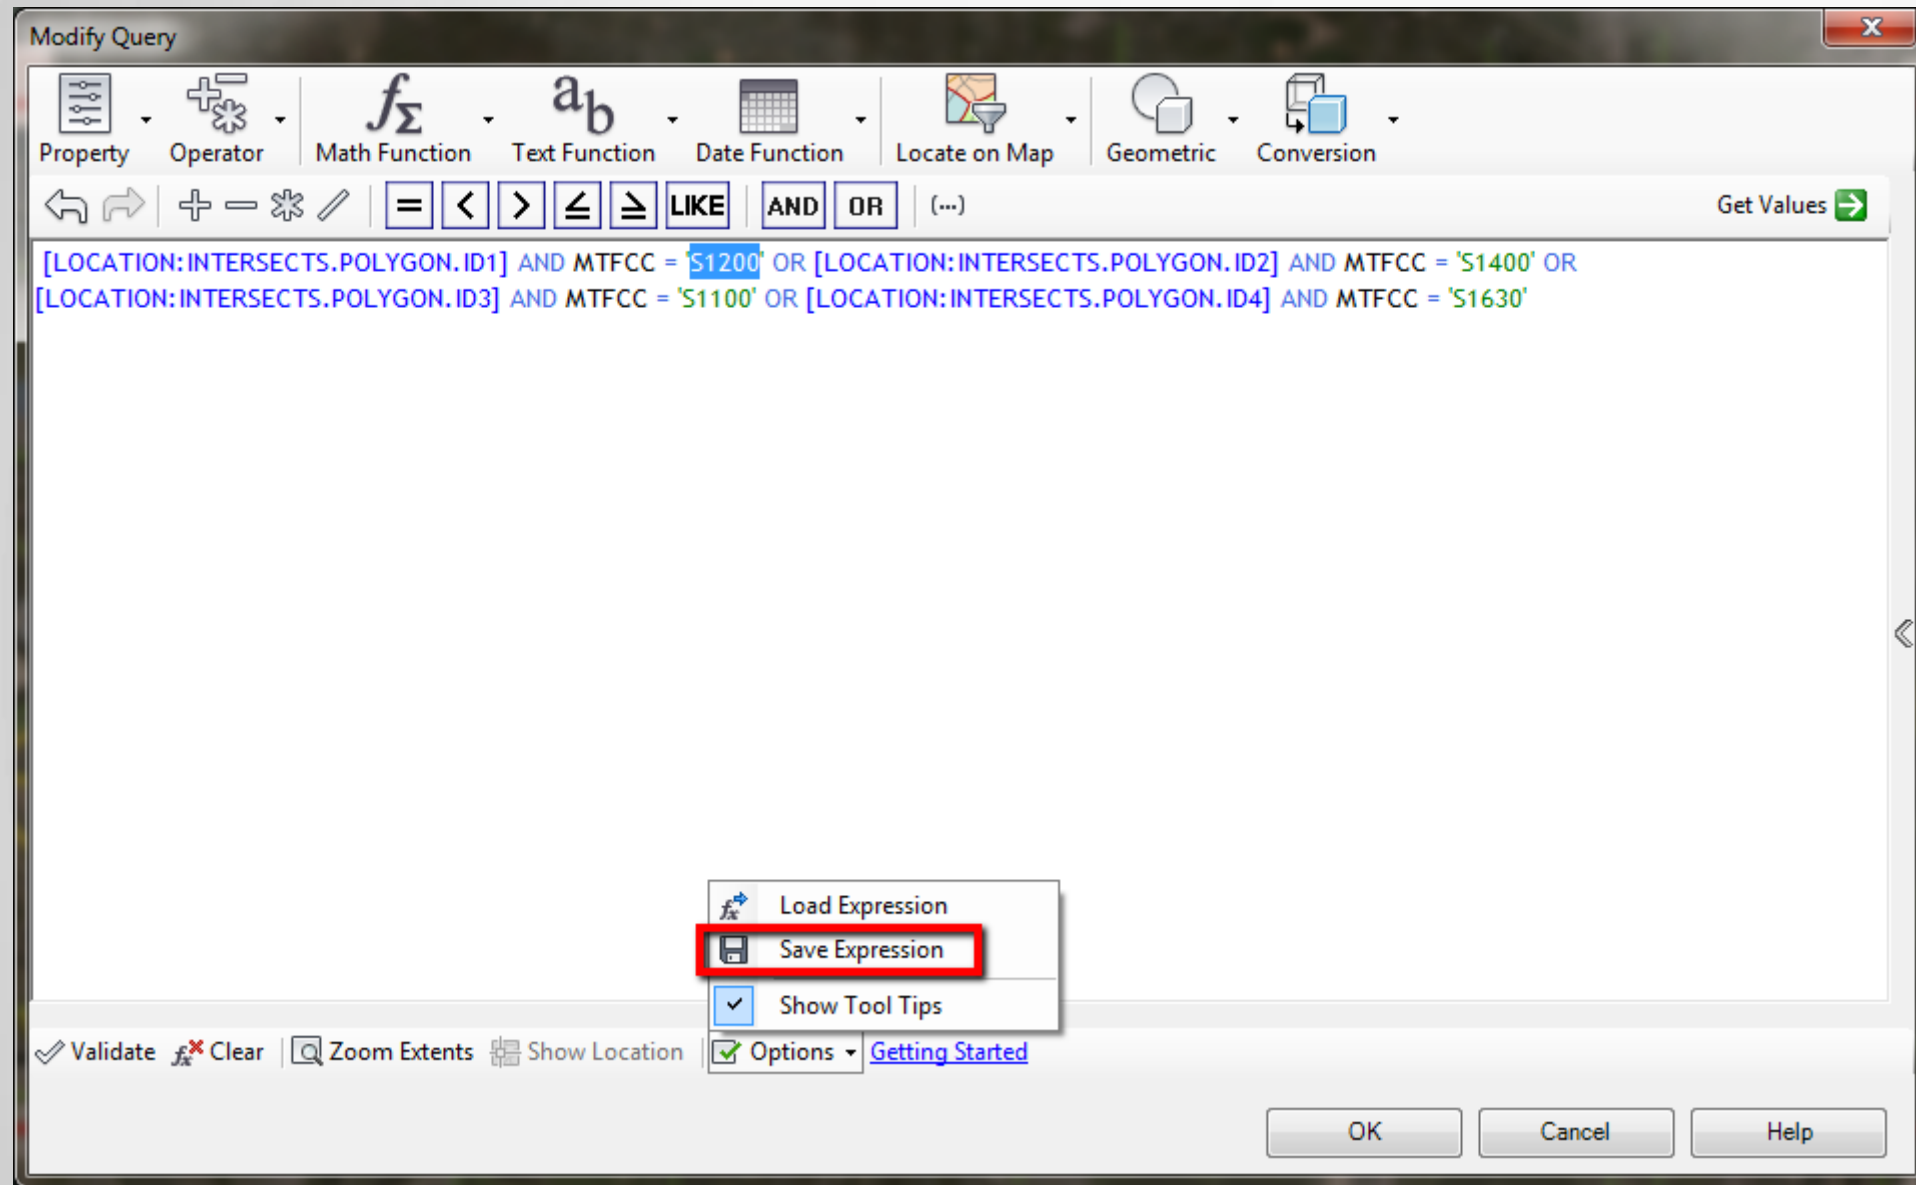 Modify Query
X
Property Operator Math Function Text Function Date Function Locate on Map Geometric Conversion
= < > ≤ ≥ LIKE AND OR (...) Get Values
[LOCATION:INTERSECTS.POLYGON.ID1] AND MTFCC = 'S1200' OR [LOCATION:INTERSECTS.POLYGON.ID2] AND MTFCC = 'S1400' OR
[LOCATION:INTERSECTS.POLYGON.ID3] AND MTFCC = 'S1100' OR [LOCATION:INTERSECTS.POLYGON.ID4] AND MTFCC = 'S1630'
Load Expression
Save Expression
Show Tool Tips
Validate Clear Zoom Extents Show Location Options Getting Started
OK Cancel Help